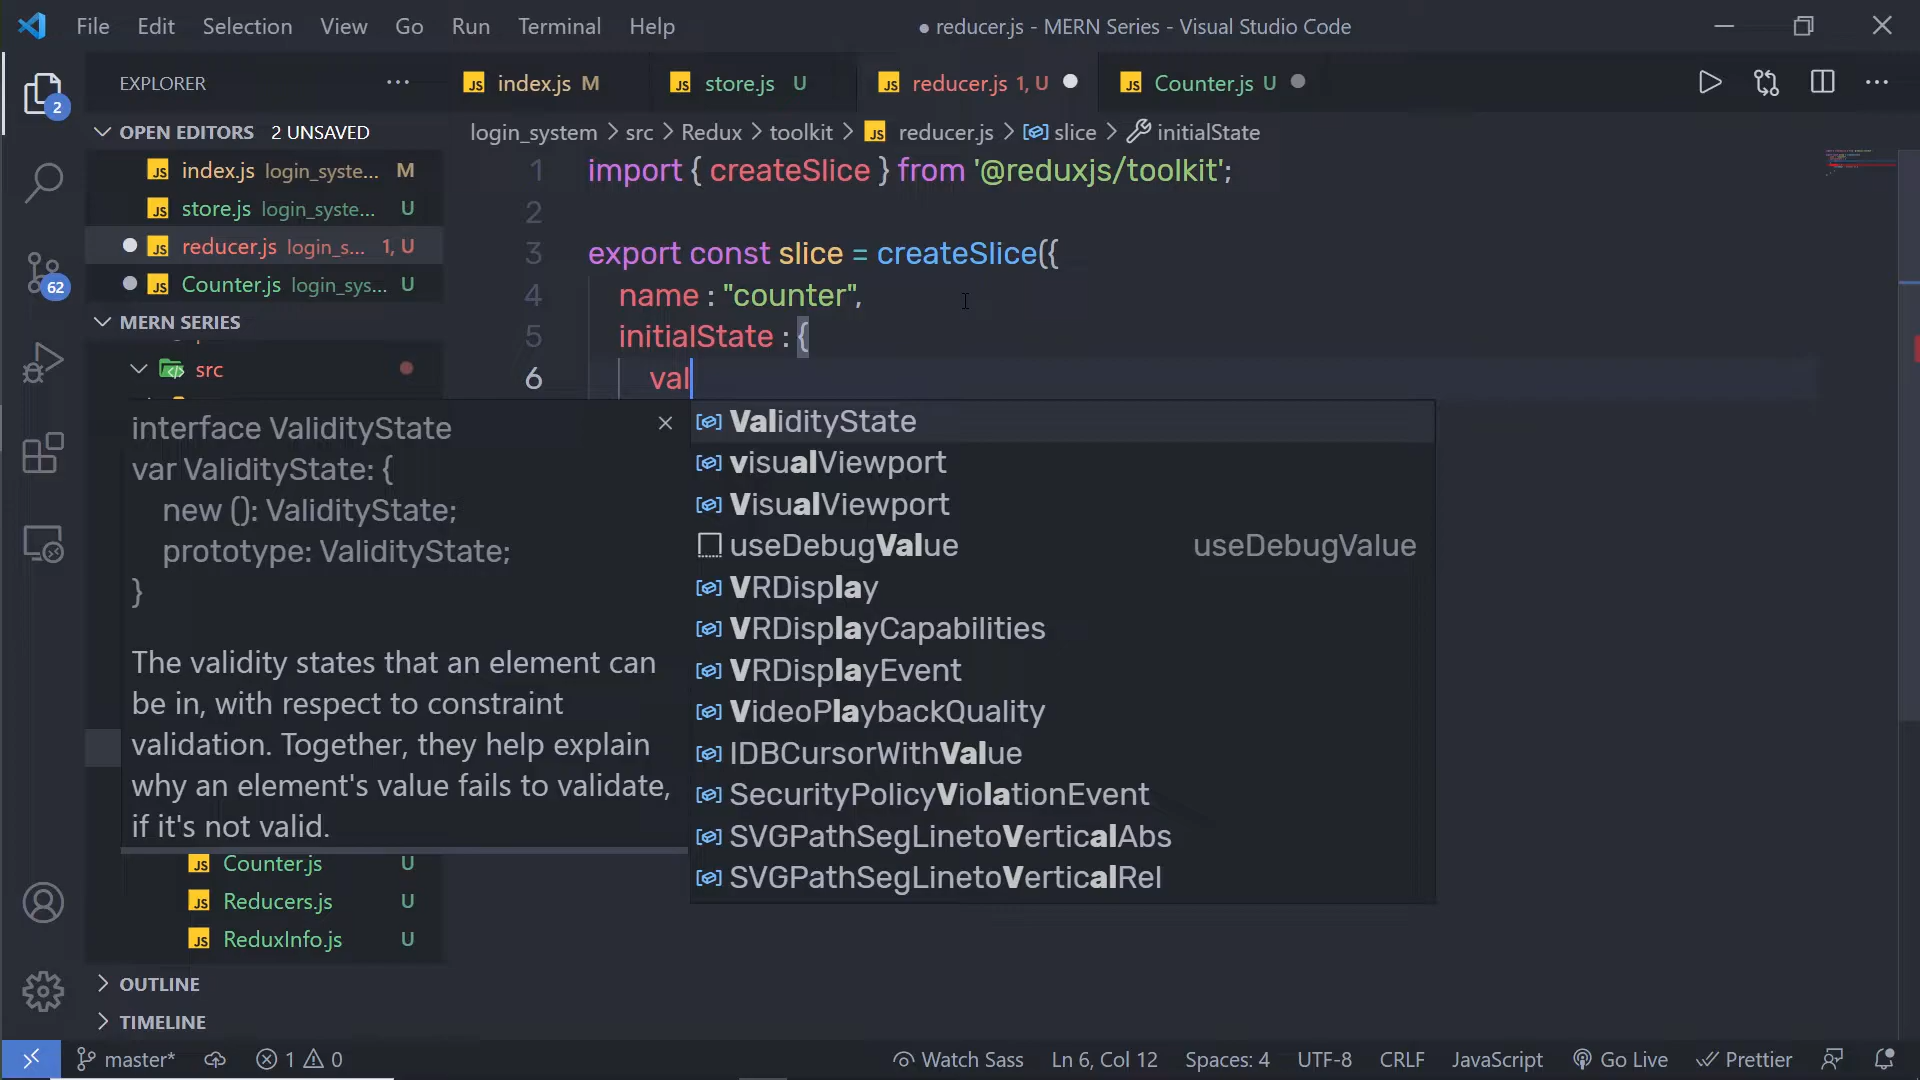 File Edit Selection View Go Run Terminal Help
● reducer.js - MERN Series - Visual Studio Code
EXPLORER
index.js M
store.js U
reducer.js 1, U
Counter.js U
OPEN EDITORS 2 UNSAVED
login_system > src > Redux > toolkit > reducer.js > slice > initialState
index.js login_syste... M
store.js login_syste... U
reducer.js login_s... 1, U
Counter.js login_sys... U
MERN SERIES
src
2
62
1 import { createSlice } from '@reduxjs/toolkit';
2
3 export const slice = createSlice({
4 name : "counter",
5 initialState : {
6 val
interface ValidityState
var ValidityState: {
new (): ValidityState;
prototype: ValidityState;
}
The validity states that an element can
be in, with respect to constraint
validation. Together, they help explain
why an element's value fails to validate,
if it's not valid.
ValidityState
visualViewport
VisualViewport
useDebugValue useDebugValue
VRDisplay
VRDisplayCapabilities
VRDisplayEvent
VideoPlaybackQuality
IDBCursorWithValue
SecurityPolicyViolationEvent
SVGPathSegLinetoVerticalAbs
SVGPathSegLinetoVerticalRel
Counter.js U
Reducers.js U
ReduxInfo.js U
OUTLINE
TIMELINE
master* 1 0 Watch Sass Ln 6, Col 12 Spaces: 4 UTF-8 CRLF JavaScript Go Live Prettier